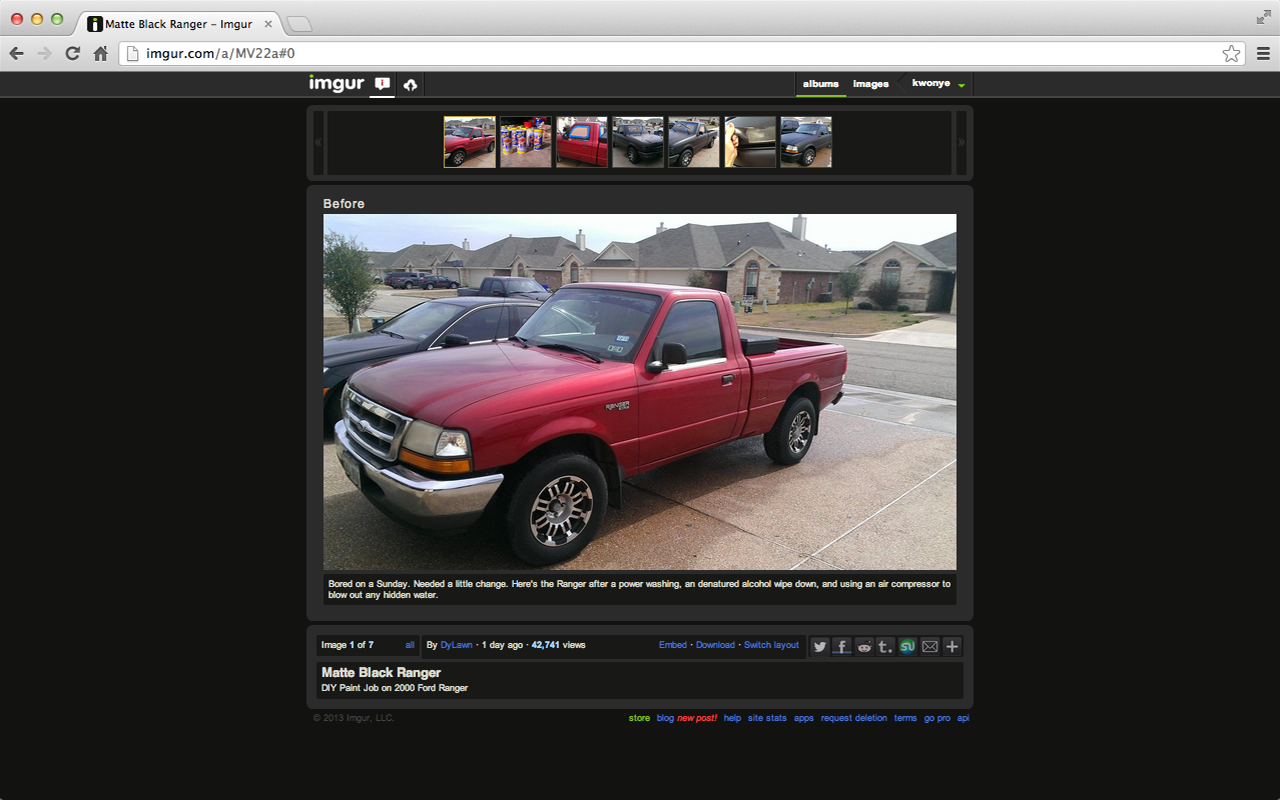 Matte Black Ranger - Imgur
imgur.com/a/MV22a#0
imgur
albums
images
kwonye
Before
RANGER
Bored on a Sunday. Needed a little change. Here's the Ranger after a power washing, an denatured alcohol wipe down, and using an air compressor to
blow out any hidden water.
Image 1 of 7
all
By DyLawn · 1 day ago · 42,741 views
Embed · Download · Switch layout
Matte Black Ranger
DIY Paint Job on 2000 Ford Ranger
© 2013 Imgur, LLC.
store blog new post! help site stats apps request deletion terms go pro api